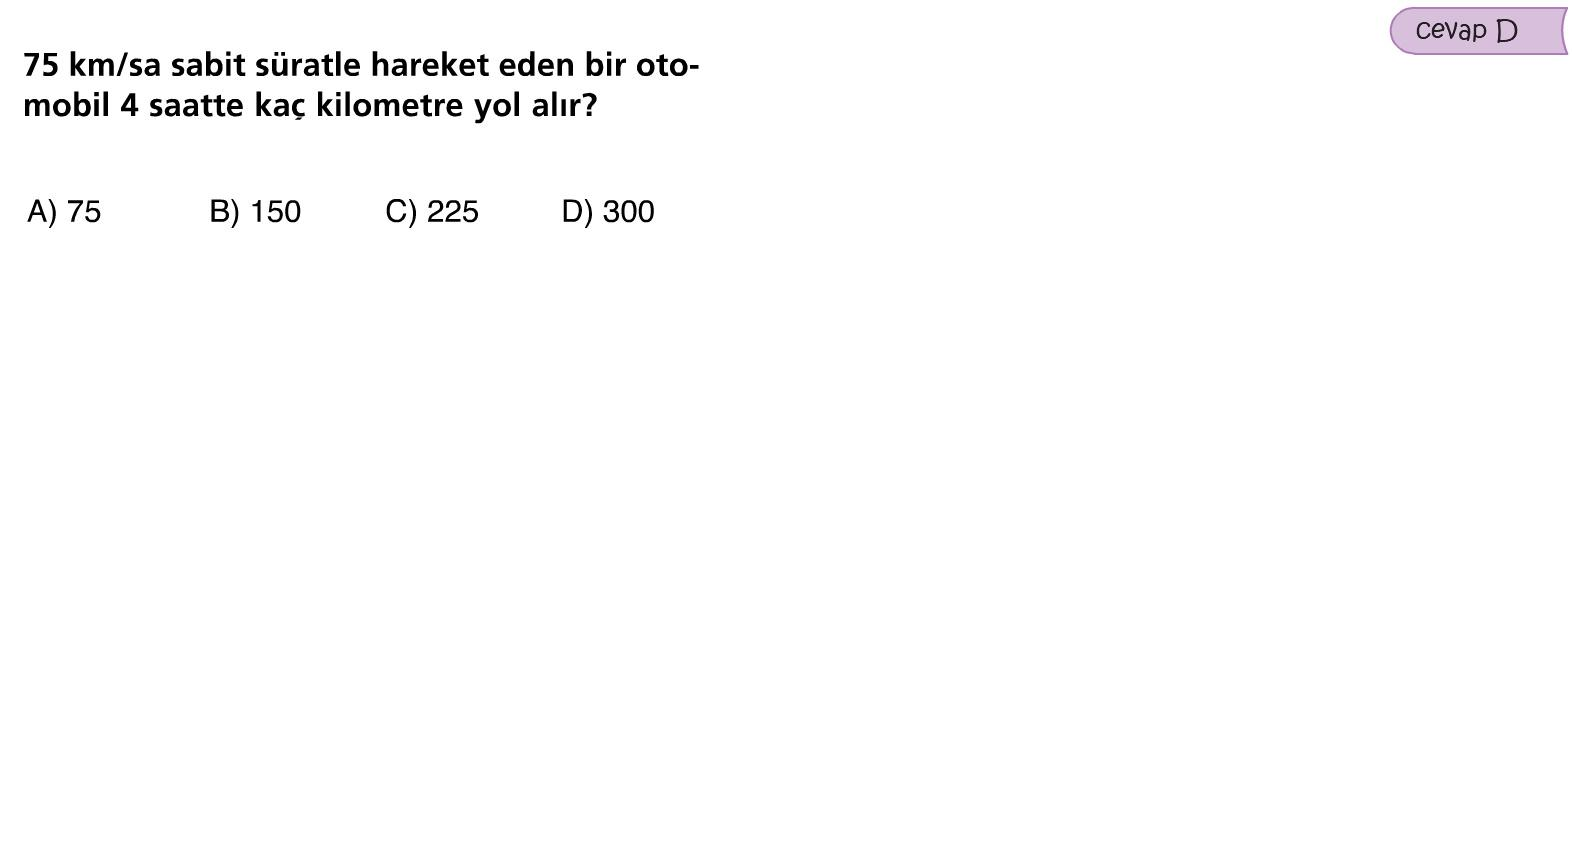 cevap D
75 km/sa sabit süratle hareket eden bir oto-
mobil 4 saatte kaç kilometre yol alır?
A) 75 B) 150 C) 225 D) 300